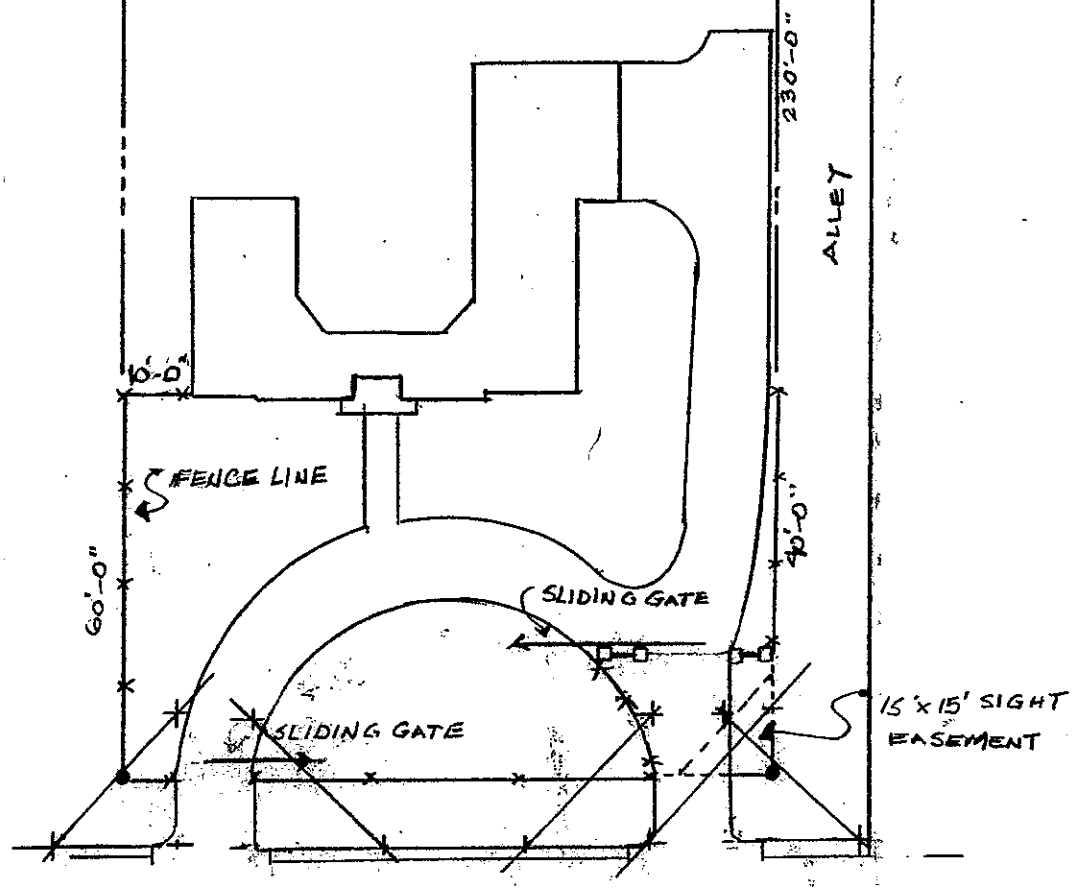 230'-0"
ALLEY
10'-0"
FENCE LINE
60'-0"
40'-0"
SLIDING GATE
SLIDING GATE
15'x15' SIGHT
EASEMENT